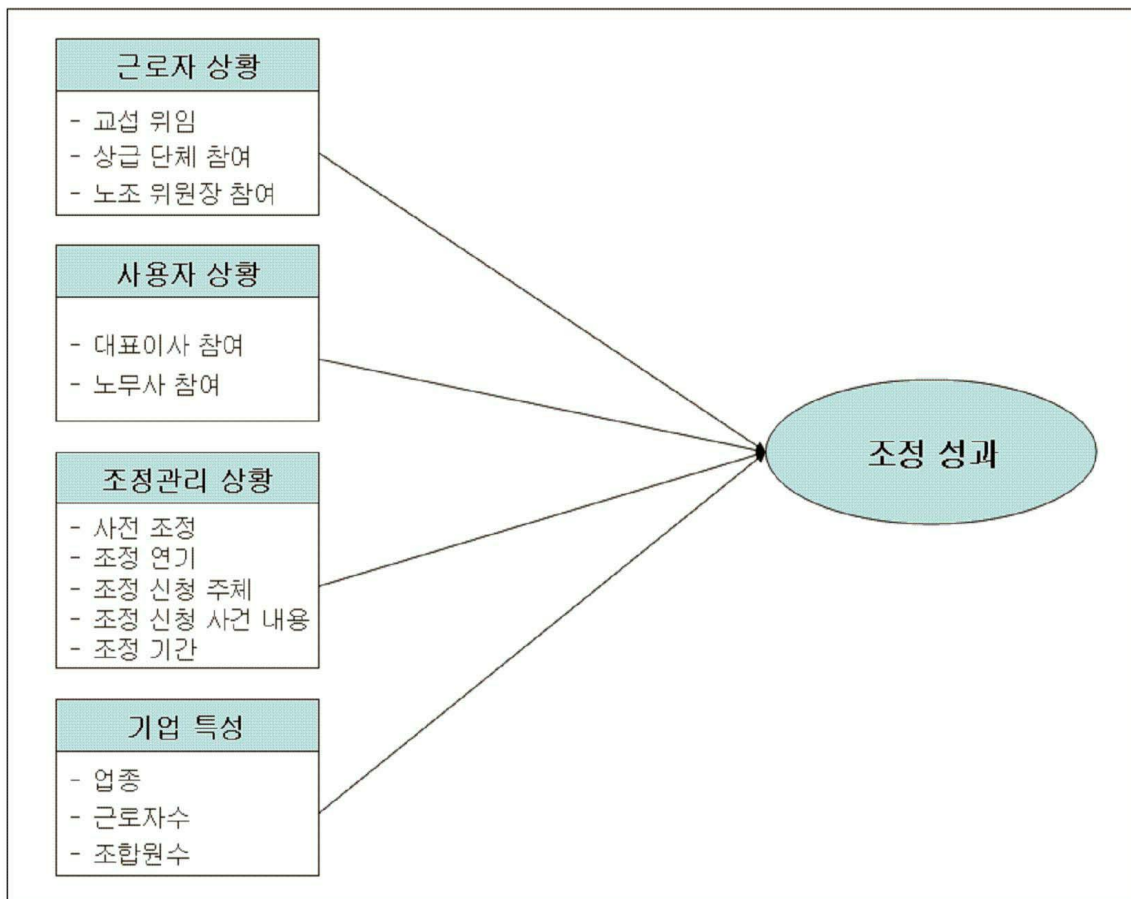 근로자 상황
- 교섭 위임
- 상급 단체 참여
- 노조 위원장 참여
사용자 상황
- 대표이사 참여
- 노무사 참여
조정관리 상황
- 사전 조정
- 조정 연기
- 조정 신청 주체
- 조정 신청 사건 내용
- 조정 기간
기업 특성
- 업종
- 근로자수
- 조합원수
조정 성과